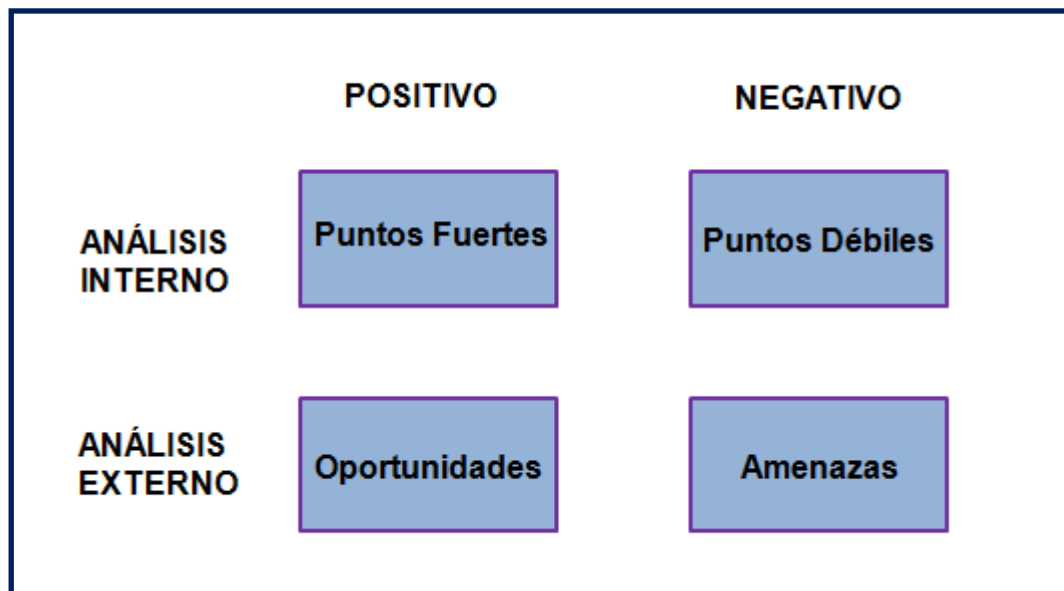 POSITIVO
NEGATIVO
ANÁLISIS
INTERNO
Puntos Fuertes
Puntos Débiles
ANÁLISIS
EXTERNO
Oportunidades
Amenazas